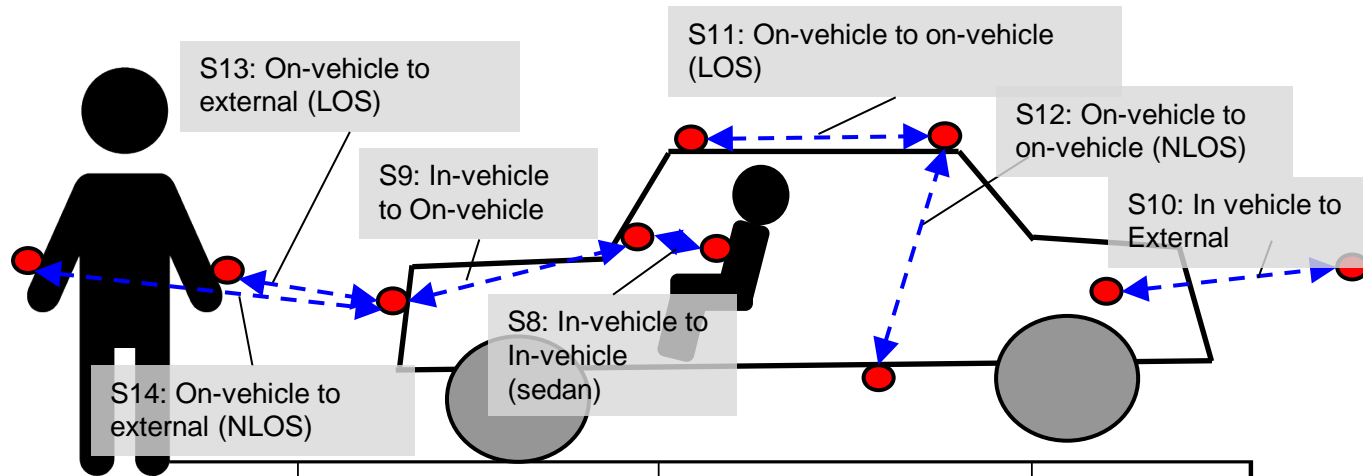 S11: On-vehicle to on-vehicle
(LOS)
S13: On-vehicle to
external (LOS)
S12: On-vehicle to
on-vehicle (NLOS)
S9: In-vehicle
to On-vehicle
S10: In vehicle to
External
S8: In-vehicle to
In-vehicle
(sedan)
S14: On-vehicle to
external (NLOS)